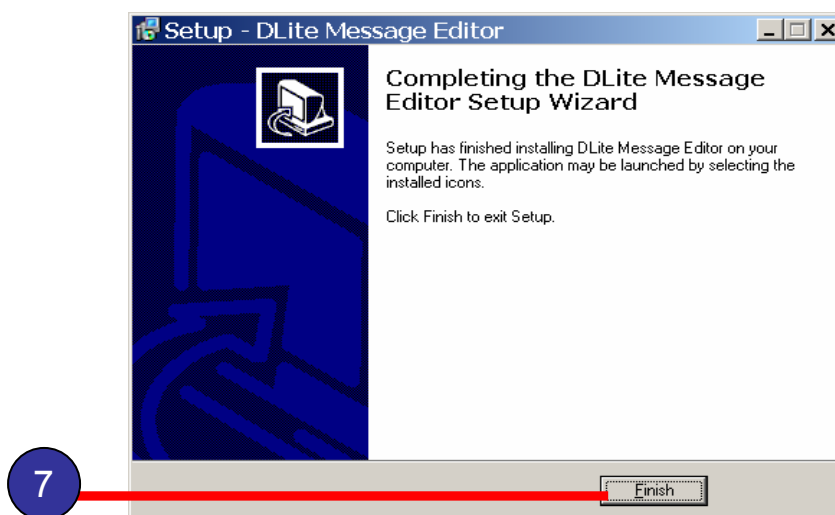 Setup - DLite Message Editor
Completing the DLite Message
Editor Setup Wizard
Setup has finished installing DLite Message Editor on your
computer. The application may be launched by selecting the
installed icons.
Click Finish to exit Setup.
7
Finish